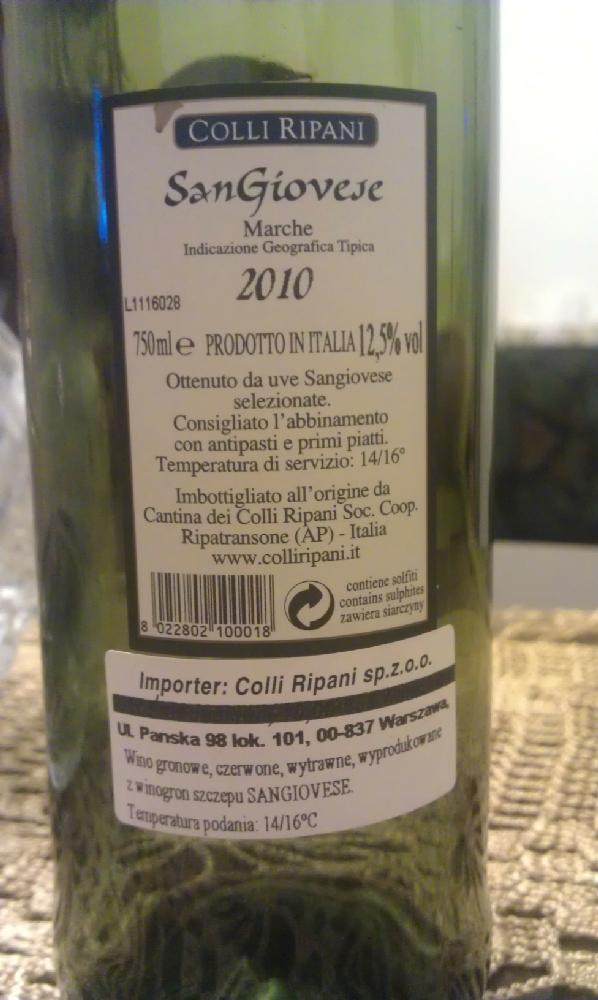 COLLI RIPANI
SanGiovese
Marche
Indicazione Geografica Tipica
2010
L1116028
750ml e PRODOTTO IN ITALIA 12,5% vol
Ottenuto da uve Sangiovese
selezionate.
Consigliato l'abbinamento
con antipasti e primi piatti.
Temperatura di servizio: 14/16°
Imbottigliato all'origine da
Cantina dei Colli Ripani Soc. Coop.
Ripatransone (AP) - Italia
www.colliripani.it
contiene solfiti
contains sulphites
zawiera siarczyny
8 022802 100018
Importer: Colli Ripani sp.z.o.o.
Ul. Panska 98 lok. 101, 00-837 Warszawa,
Wino gronowe, czerwone, wytrawne, wyprodukowane
z winogron szczepu SANGIOVESE.
Temperatura podania: 14/16°C